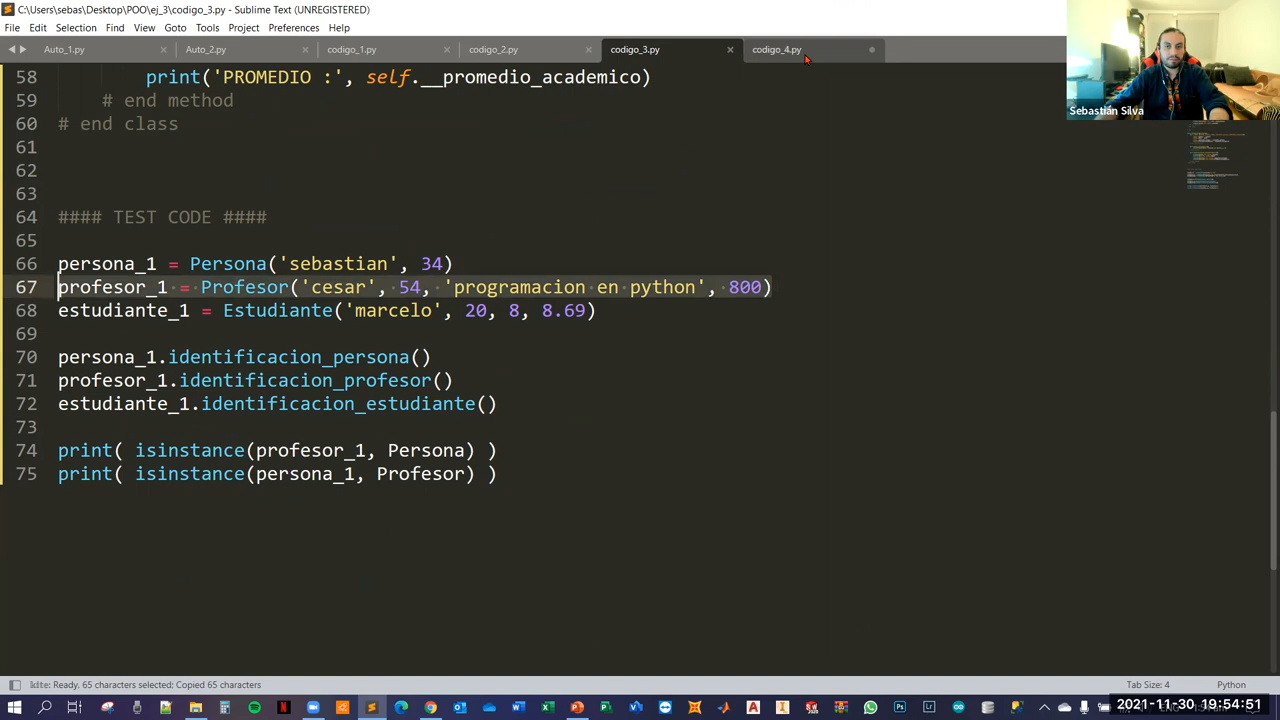 C:\Users\sebas\Desktop\POO\ej_3\codigo_3.py - Sublime Text (UNREGISTERED)
File Edit Selection Find View Goto Tools Project Preferences Help
Auto_1.py Auto_2.py codigo_1.py codigo_2.py codigo_3.py codigo_4.py
Sebastián Silva
58 print('PROMEDIO :', self.__promedio_academico)
59 # end method
60 # end class
61
62
63
64 #### TEST CODE ####
65
66 persona_1 = Persona('sebastian', 34)
67 profesor_1 = Profesor('cesar', 54, 'programacion en python', 800)
68 estudiante_1 = Estudiante('marcelo', 20, 8, 8.69)
69
70 persona_1.identificacion_persona()
71 profesor_1.identificacion_profesor()
72 estudiante_1.identificacion_estudiante()
73
74 print( isinstance(profesor_1, Persona) )
75 print( isinstance(persona_1, Profesor) )
kite: Ready, 65 characters selected; Copied 65 characters Tab Size: 4 Python
2021-11-30 19:54:51